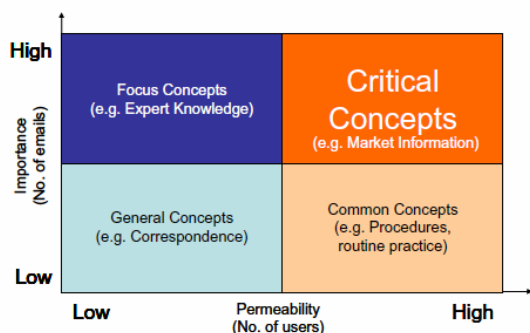 High
Importance
(No. of emails)
Low
Focus Concepts
(e.g. Expert Knowledge)
Critical
Concepts
(e.g. Market Information)
General Concepts
(e.g. Correspondence)
Common Concepts
(e.g. Procedures,
routine practice)
Low
Permeability
(No. of users)
High